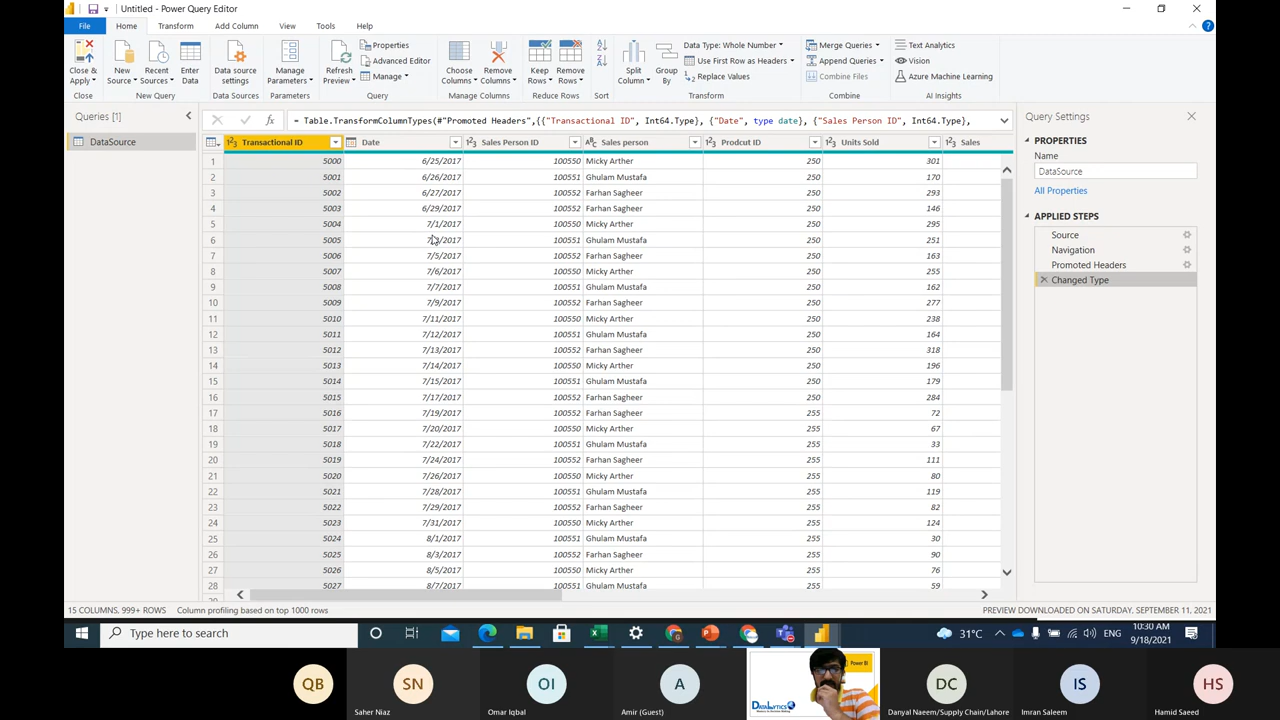 Untitled - Power Query Editor
File Home Transform Add Column View Tools Help
Close & Apply
New Source
Recent Sources
Enter Data
Data source settings
Manage Parameters
Refresh Preview
Properties
Advanced Editor
Manage
Choose Columns
Remove Columns
Keep Rows
Remove Rows
Split Column
Group By
Data Type: Whole Number
Use First Row as Headers
Replace Values
Merge Queries
Append Queries
Combine Files
Text Analytics
Vision
Azure Machine Learning
Close New Query Data Sources Parameters Query Manage Columns Reduce Rows Sort Transform Combine AI Insights
Queries [1]
DataSource
= Table.TransformColumnTypes(#"Promoted Headers",{{"Transactional ID", Int64.Type}, {"Date", type date}, {"Sales Person ID", Int64.Type},
Transactional ID Date Sales Person ID Sales person Prodcut ID Units Sold Sales
1 5000 6/25/2017 100550 Micky Arther 250 301
2 5001 6/26/2017 100551 Ghulam Mustafa 250 170
3 5002 6/27/2017 100552 Farhan Sagheer 250 293
4 5003 6/29/2017 100552 Farhan Sagheer 250 146
5 5004 7/1/2017 100550 Micky Arther 250 295
6 5005 100551 Ghulam Mustafa 250 251
7 5006 7/5/2017 100552 Farhan Sagheer 250 163
8 5007 7/6/2017 100550 Micky Arther 250 255
9 5008 7/7/2017 100551 Ghulam Mustafa 250 162
10 5009 7/9/2017 100552 Farhan Sagheer 250 277
11 5010 7/11/2017 100550 Micky Arther 250 238
12 5011 7/12/2017 100551 Ghulam Mustafa 250 164
13 5012 7/13/2017 100552 Farhan Sagheer 250 318
14 5013 7/14/2017 100550 Micky Arther 250 196
15 5014 7/15/2017 100551 Ghulam Mustafa 250 179
16 5015 7/17/2017 100552 Farhan Sagheer 250 284
17 5016 7/19/2017 100552 Farhan Sagheer 255 72
18 5017 7/20/2017 100550 Micky Arther 255 67
19 5018 7/22/2017 100551 Ghulam Mustafa 255 33
20 5019 7/24/2017 100552 Farhan Sagheer 255 111
21 5020 7/26/2017 100550 Micky Arther 255 80
22 5021 7/28/2017 100551 Ghulam Mustafa 255 119
23 5022 7/29/2017 100552 Farhan Sagheer 255 82
24 5023 7/31/2017 100550 Micky Arther 255 124
25 5024 8/1/2017 100551 Ghulam Mustafa 255 30
26 5025 8/3/2017 100552 Farhan Sagheer 255 90
27 5026 8/5/2017 100550 Micky Arther 255 76
28 5027 8/7/2017 100551 Ghulam Mustafa 255 59
Query Settings
PROPERTIES
Name
DataSource
All Properties
APPLIED STEPS
Source
Navigation
Promoted Headers
Changed Type
15 COLUMNS, 999+ ROWS Column profiling based on top 1000 rows PREVIEW DOWNLOADED ON SATURDAY, SEPTEMBER 11, 2021
Type here to search 31°C ENG 10:30 AM
9/18/2021
QB SN OI A Power BI DC IS HS
DATALYTICS
Saher Niaz Omar Iqbal Amir (Guest) Danyal Naeem/Supply Chain/Lahore Imran Saleem Hamid Saeed